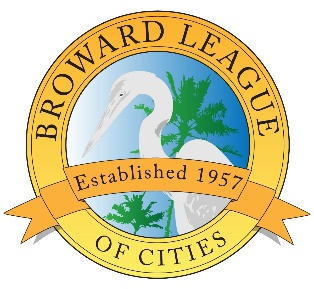 BROWARD LEAGUE
Established 1957
OF CITIES